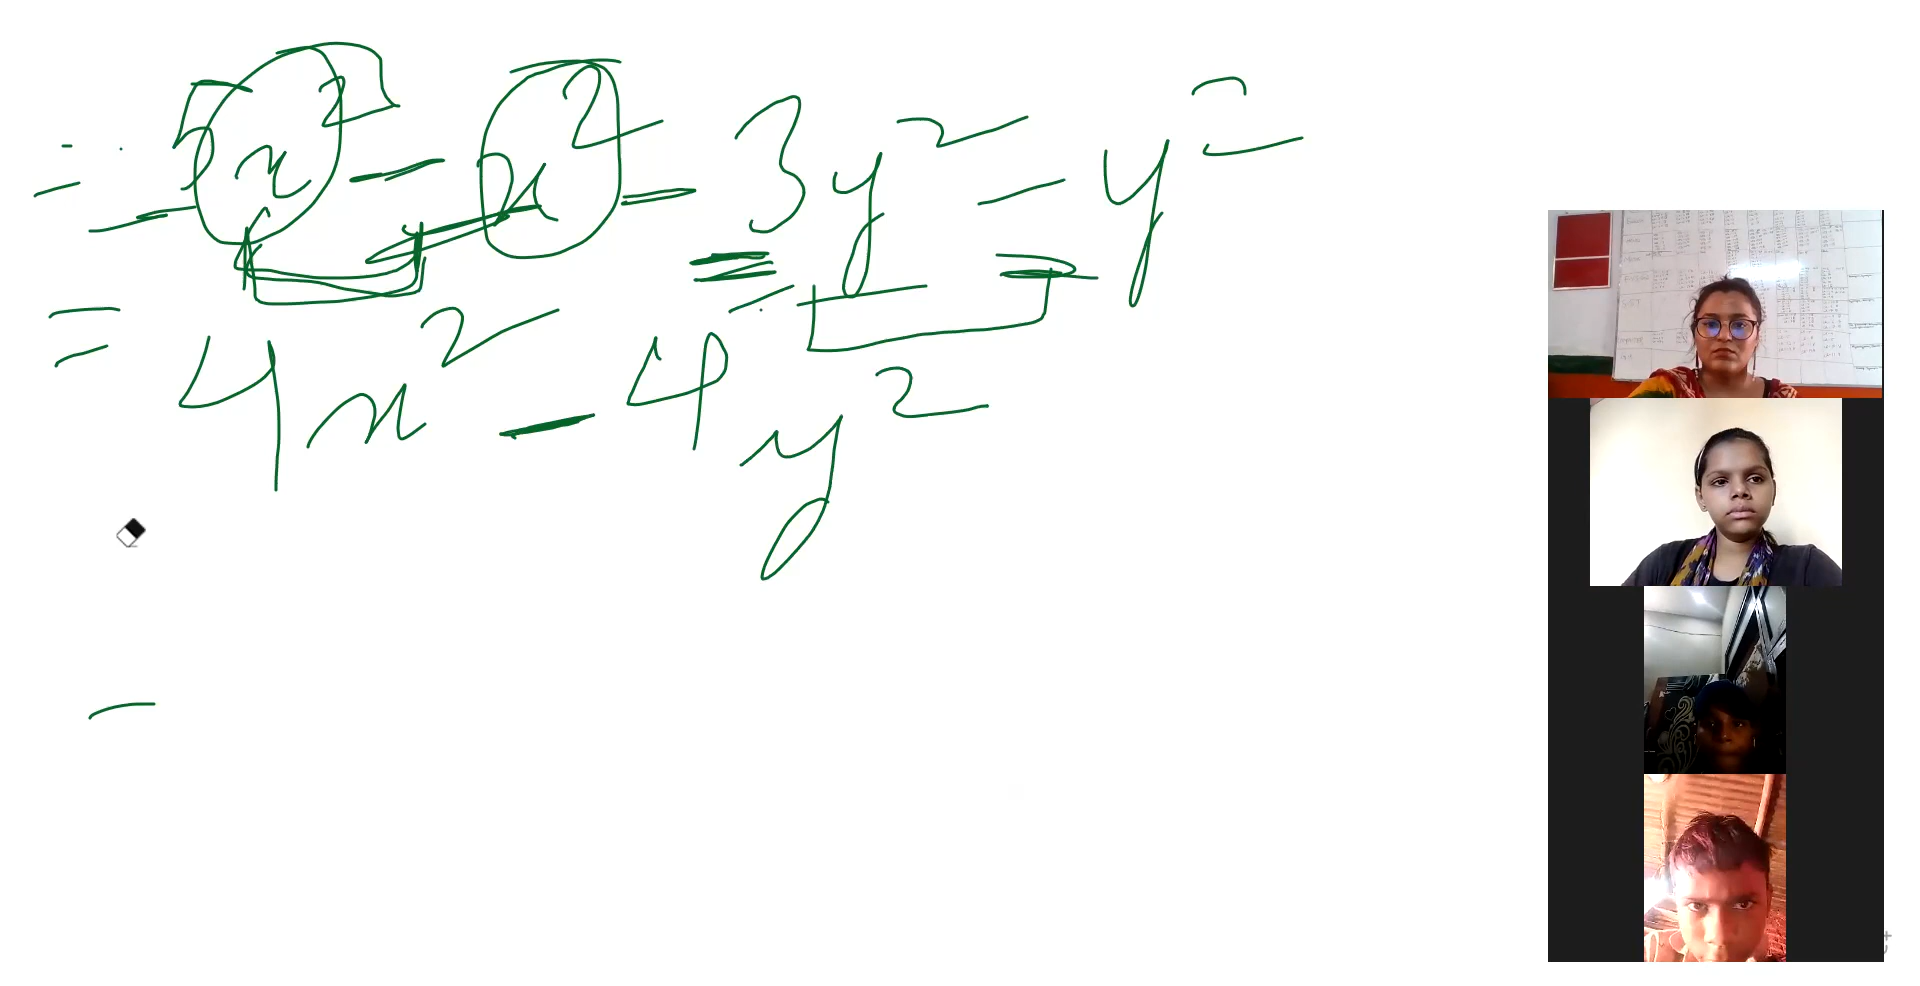 = 5x² - x² - 3y² - y²
= 4x² - 4y²